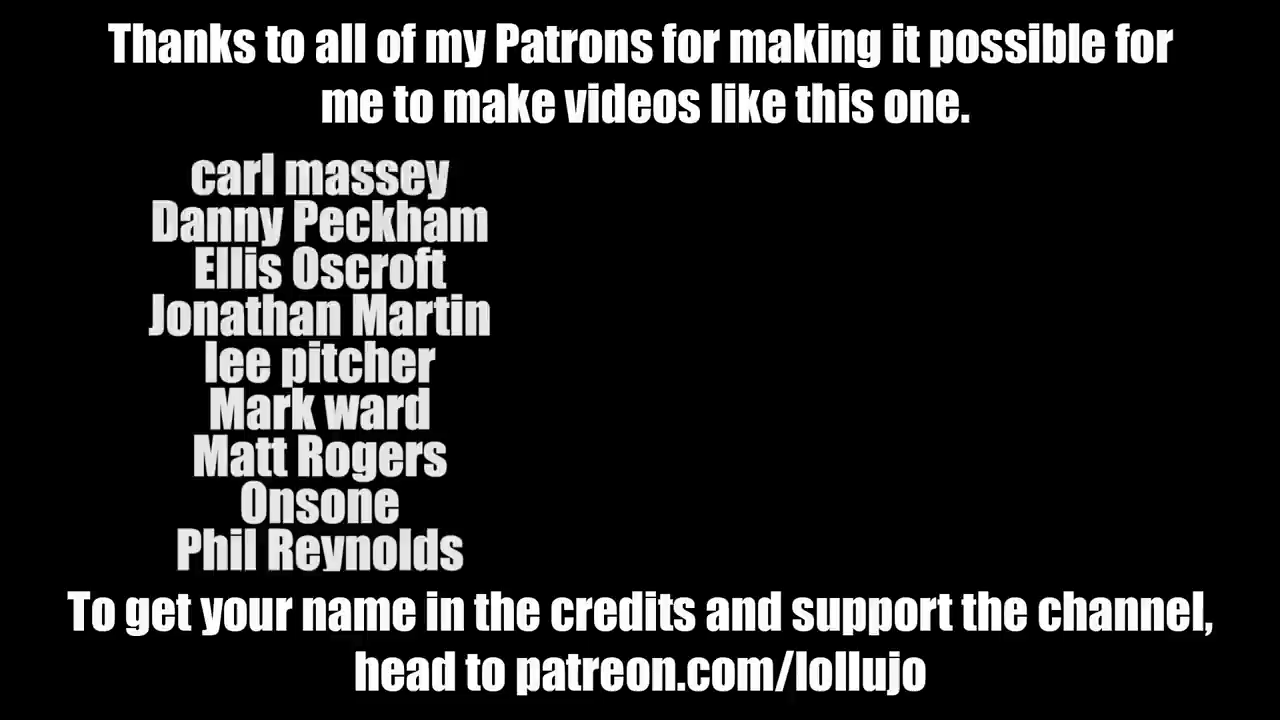 Thanks to all of my Patrons for making it possible for
me to make videos like this one.
carl massey
Danny Peckham
Ellis Oscroft
Jonathan Martin
lee pitcher
Mark ward
Matt Rogers
Onsone
Phil Reynolds
To get your name in the credits and support the channel,
head to patreon.com/lollujo